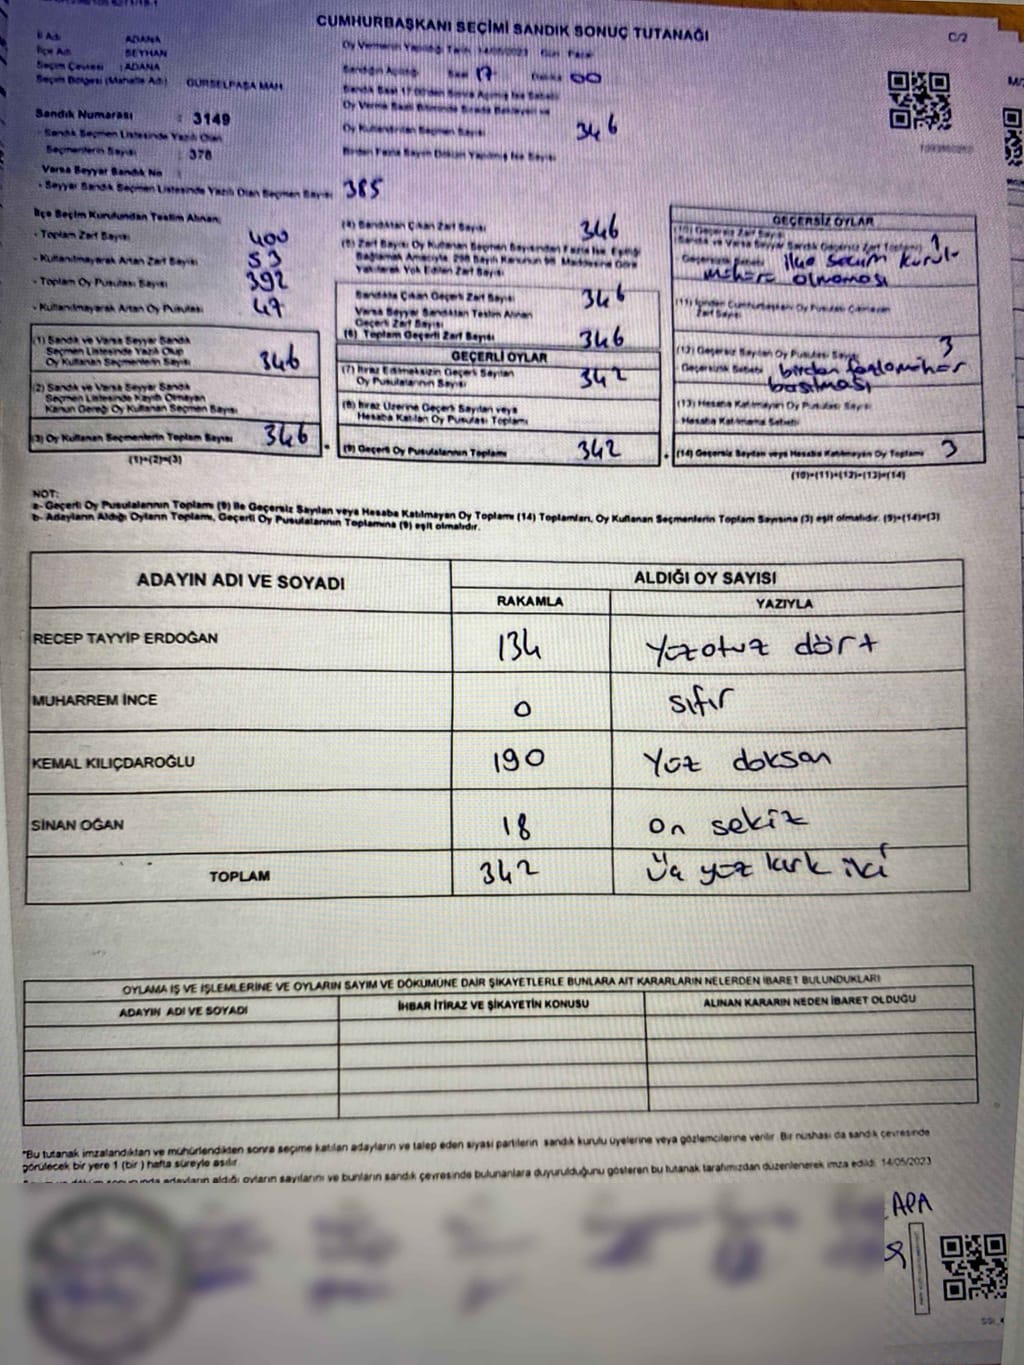 CUMHURBAŞKANI SEÇİMİ SANDIK SONUÇ TUTANAĞI
C/2
İl Adı : ADANA
İlçe Adı : SEYHAN
Seçim Çevresi : ADANA
Seçim Bölgesi (Mahalle Adı) : GÜRSELPAŞA MAH
Sandık Numarası : 3149
- Sandık Seçmen Listesinde Yazılı Olan
Seçmenlerin Sayısı : 378
Varsa Seyyar Sandık No :
- Seyyar Sandık Seçmen Listesinde Yazılı Olan Seçmen Sayısı 385
Oy Vermenin Yapıldığı Tarih 14/05/2023 Gün Pazar
Sandığın Açıldığı Saat 17 Dakika 00
Oy Kullandırılan Seçmen Sayısı 346
Birden Fazla Sayım Döküm Yapılmış İse Sayısı
İlçe Seçim Kurulundan Teslim Alınan;
- Toplam Zarf Sayısı 400
- Kullanılmayarak Artan Zarf Sayısı 53
- Toplam Oy Pusulası Sayısı 392
- Kullanılmayarak Artan Oy Pusulası 47
(1) Sandık ve Varsa Seyyar Sandık
Seçmen Listesinde Yazılı Olup
Oy Kullanan Seçmenlerin Sayısı 346
(2) Sandık ve Varsa Seyyar Sandık
Seçmen Listesinde Kayıtlı Olmayan
Kanun Gereği Oy Kullanan Seçmen Sayısı
(3) Oy Kullanan Seçmenlerin Toplam Sayısı 346
(1)+(2)=(3)
(4) Sandıktan Çıkan Zarf Sayısı 346
(5) Zarf Sayısı Oy Kullanan Seçmen Sayısından Fazla İse, Eşitliği
Sağlamak Amacıyla 298 Sayılı Kanunun 98. Maddesine Göre
Yakılarak Yok Edilen Zarf Sayısı
Sandıkta Çıkan Geçerli Zarf Sayısı 346
Varsa Seyyar Sandıktan Teslim Alınan
Geçerli Zarf Sayısı
(6) Toplam Geçerli Zarf Sayısı 346
GEÇERLİ OYLAR
(7) İtiraz Edilmeksizin Geçerli Sayılan
Oy Pusulalarının Sayısı 342
(8) İtiraz Üzerine Geçerli Sayılan veya
Hesaba Katılan Oy Pusulası Toplamı
(9) Geçerli Oy Pusulalarının Toplamı 342
GEÇERSİZ OYLAR
(10) Geçersiz Zarf Sayısı
(Sandık ve Varsa Seyyar Sandık Geçersiz Zarf Toplamı) 1
Geçersizlik Sebebi ilçe seçim kurulu
mührü olmaması
(11) İçinden Cumhurbaşkanı Oy Pusulası Çıkmayan
Zarf Sayısı
(12) Geçersiz Sayılan Oy Pusulası Sayısı 3
Geçersizlik Sebebi birden fazla mühür
basılması
(13) Hesaba Katılmayan Oy Pusulası Sayısı
- Hesaba Katılmama Sebebi
(14) Geçersiz Sayılan veya Hesaba Katılmayan Oy Toplamı 3
(10)+(11)+(12)+(13)=(14)
NOT:
a- Geçerli Oy Pusulalarının Toplamı (9) ile Geçersiz Sayılan veya Hesaba Katılmayan Oy Toplamı (14) Toplamları, Oy Kullanan Seçmenlerin Toplam Sayısına (3) eşit olmalıdır. (9)+(14)=(3)
b- Adayların Aldığı Oyların Toplamı, Geçerli Oy Pusulalarının Toplamına (9) eşit olmalıdır.
ADAYIN ADI VE SOYADI ALDIĞI OY SAYISI
RAKAMLA YAZIYLA
RECEP TAYYİP ERDOĞAN 134 Yüzotuz dört
MUHARREM İNCE 0 sıfır
KEMAL KILIÇDAROĞLU 190 Yüz doksan
SİNAN OĞAN 18 on sekiz
TOPLAM 342 Üç yüz kırk iki
OYLAMA İŞ VE İŞLEMLERİNE VE OYLARIN SAYIM VE DÖKÜMÜNE DAİR ŞİKAYETLERLE BUNLARA AİT KARARLARIN NELERDEN İBARET BULUNDUKLARI
ADAYIN ADI VE SOYADI İHBAR İTİRAZ VE ŞİKAYETİN KONUSU ALINAN KARARIN NEDEN İBARET OLDUĞU
"Bu tutanak imzalandıktan ve mühürlendikten sonra seçime katılan adayların ve talep eden siyasi partilerin sandık kurulu üyelerine veya gözlemcilerine verilir. Bir nüshası da sandık çevresinde
görülecek bir yere 1 (bir) hafta süreyle asılır.
Sayım ve döküm sonucunda adayların aldığı oyların sayılarını ve bunların sandık çevresinde bulunanlara duyurulduğunu gösteren bu tutanak tarafımızdan düzenlenerek imza edildi. 14/05/2023
APA